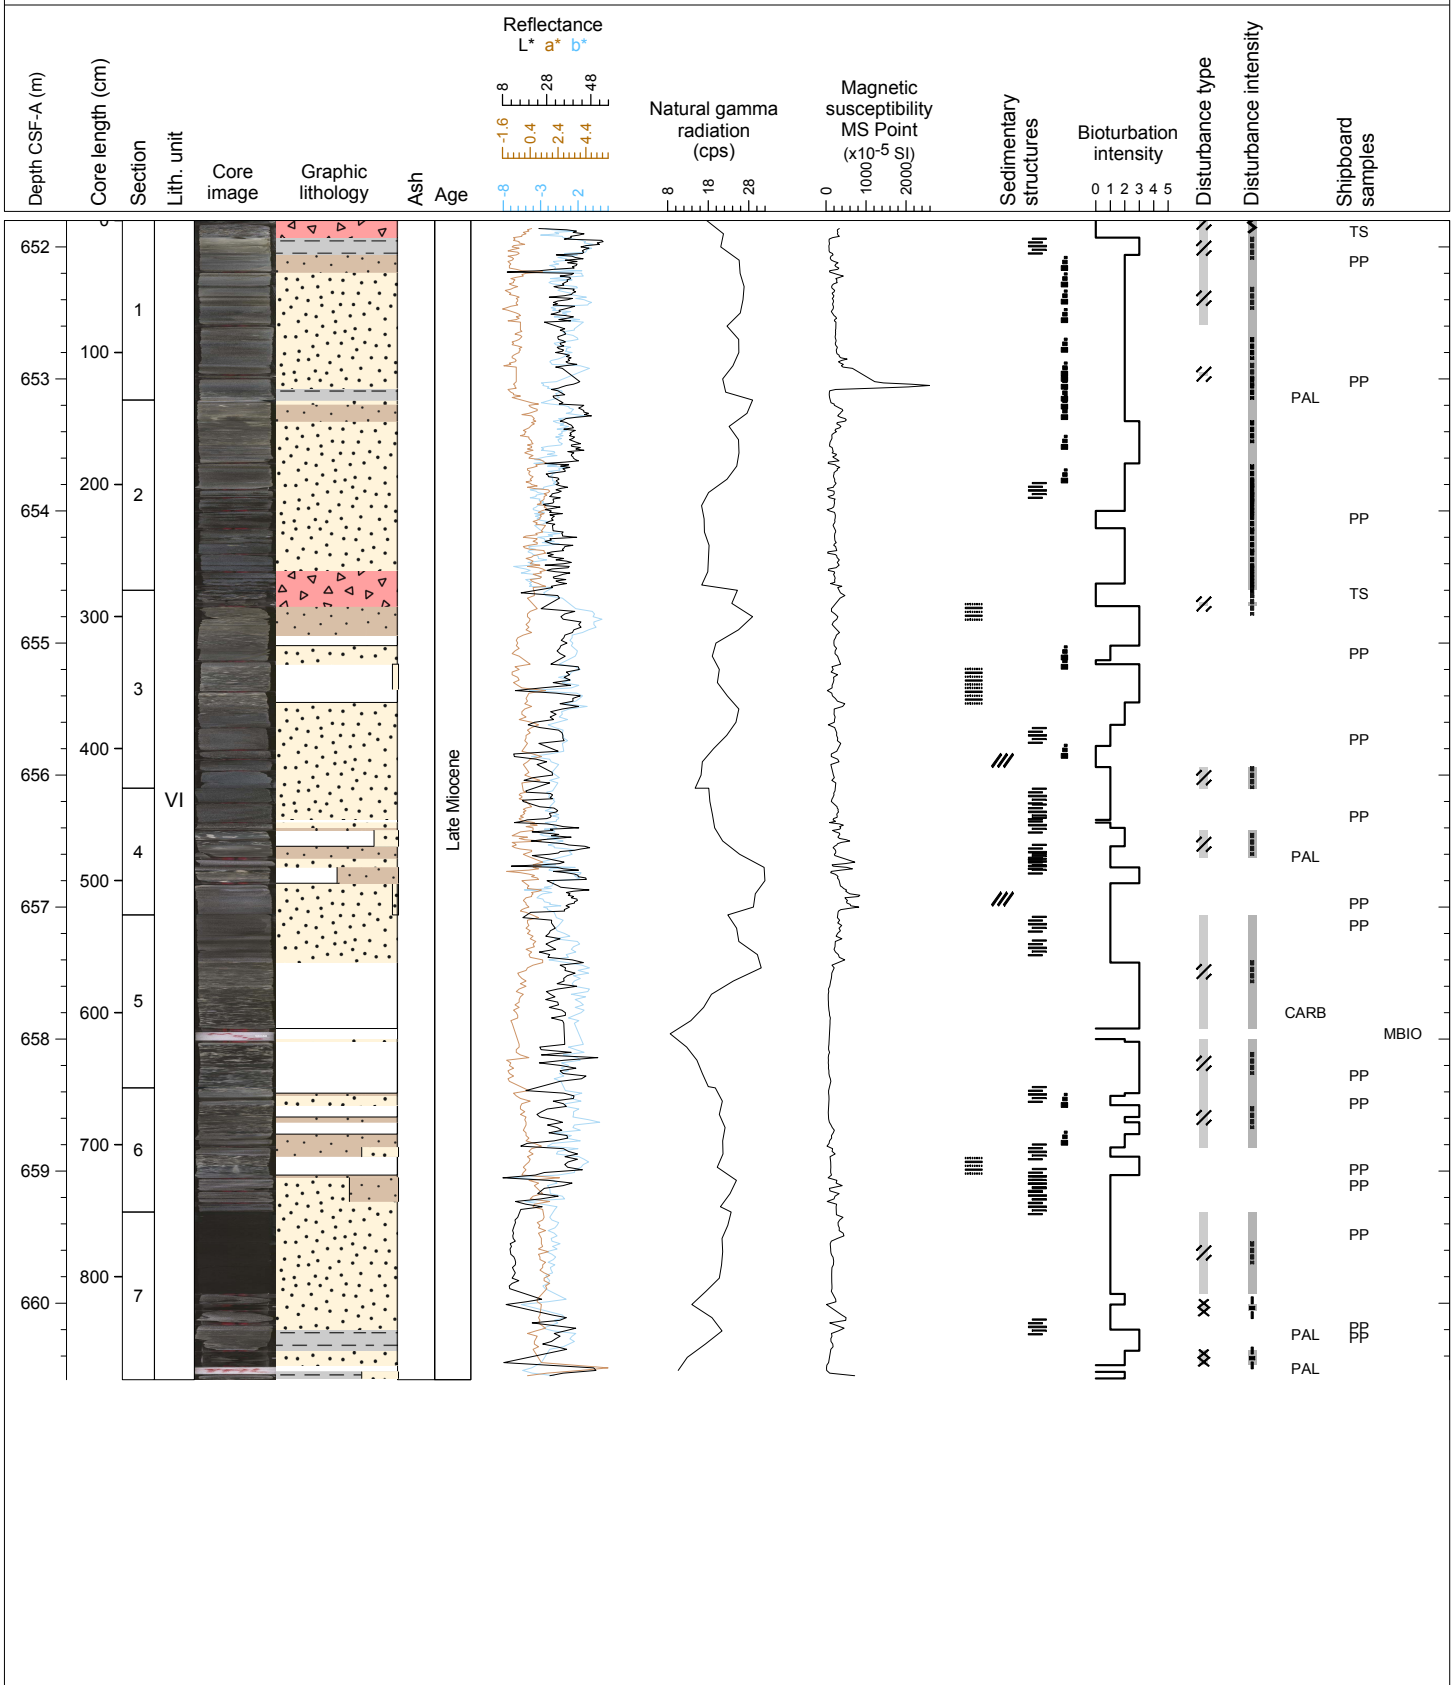 Depth CSF-A (m)
Core length (cm)
Section
Lith. unit
Core
image
Graphic
lithology
Ash
Age
Reflectance
L* a* b*
8 28 48
-1.6 0.4 2.4 4.4
-8 -3 2
Natural gamma
radiation
(cps)
8 18 28
Magnetic
susceptibility
MS Point
(x10-5 SI)
0 1000 2000
Sedimentary
structures
Bioturbation
intensity
0 1 2 3 4 5
Disturbance type
Disturbance intensity
Shipboard
samples
652
653
654
655
656
657
658
659
660
0
100
200
300
400
500
600
700
800
1
2
3
4
5
6
7
VI
Late Miocene
TS
PP
PP
PAL
PP
TS
PP
PP
PP
PAL
PP
PP
CARB
MBIO
PP
PP
PP
PP
PP
PP
PAL
PP
PAL